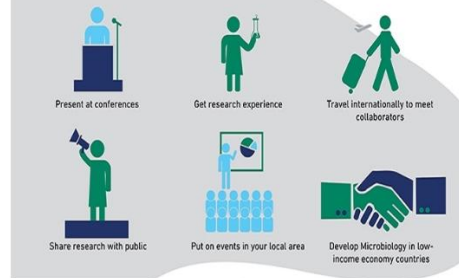 Present at conferences
Get research experience
Travel internationally to meet
collaborators
Share research with public
Put on events in your local area
Develop Microbiology in low-
income economy countries